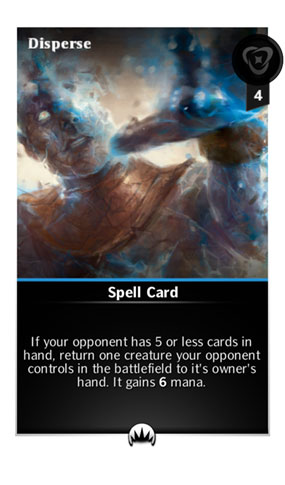 Disperse
4
Spell Card
If your opponent has 5 or less cards in
hand, return one creature your opponent
controls in the battlefield to it's owner's
hand. It gains 6 mana.